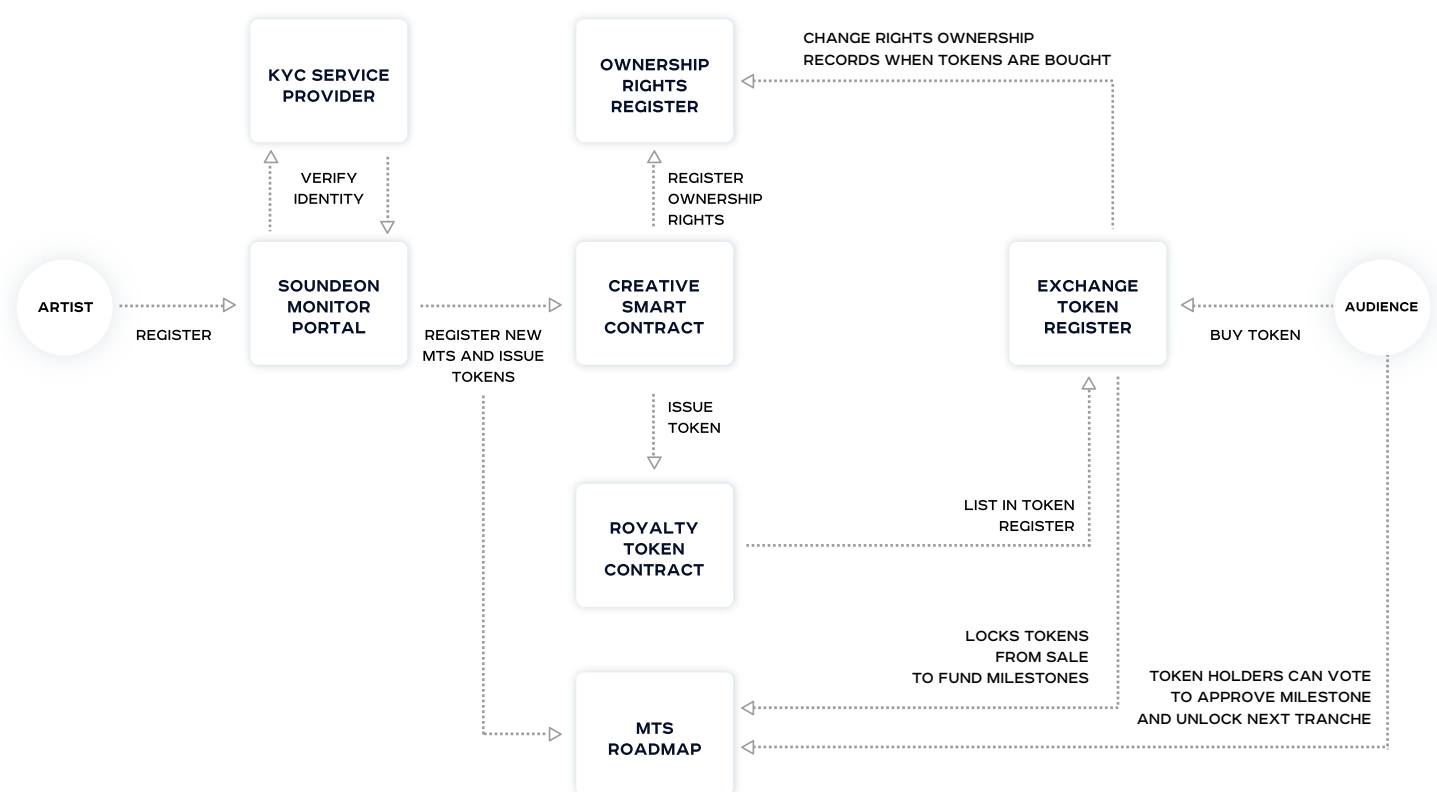 CHANGE RIGHTS OWNERSHIP
RECORDS WHEN TOKENS ARE BOUGHT
KYC SERVICE
PROVIDER
OWNERSHIP
RIGHTS
REGISTER
VERIFY
IDENTITY
REGISTER
OWNERSHIP
RIGHTS
ARTIST
REGISTER
SOUNDEON
MONITOR
PORTAL
REGISTER NEW
MTS AND ISSUE
TOKENS
CREATIVE
SMART
CONTRACT
EXCHANGE
TOKEN
REGISTER
BUY TOKEN
AUDIENCE
ISSUE
TOKEN
ROYALTY
TOKEN
CONTRACT
LIST IN TOKEN
REGISTER
LOCKS TOKENS
FROM SALE
TO FUND MILESTONES
TOKEN HOLDERS CAN VOTE
TO APPROVE MILESTONE
AND UNLOCK NEXT TRANCHE
MTS
ROADMAP